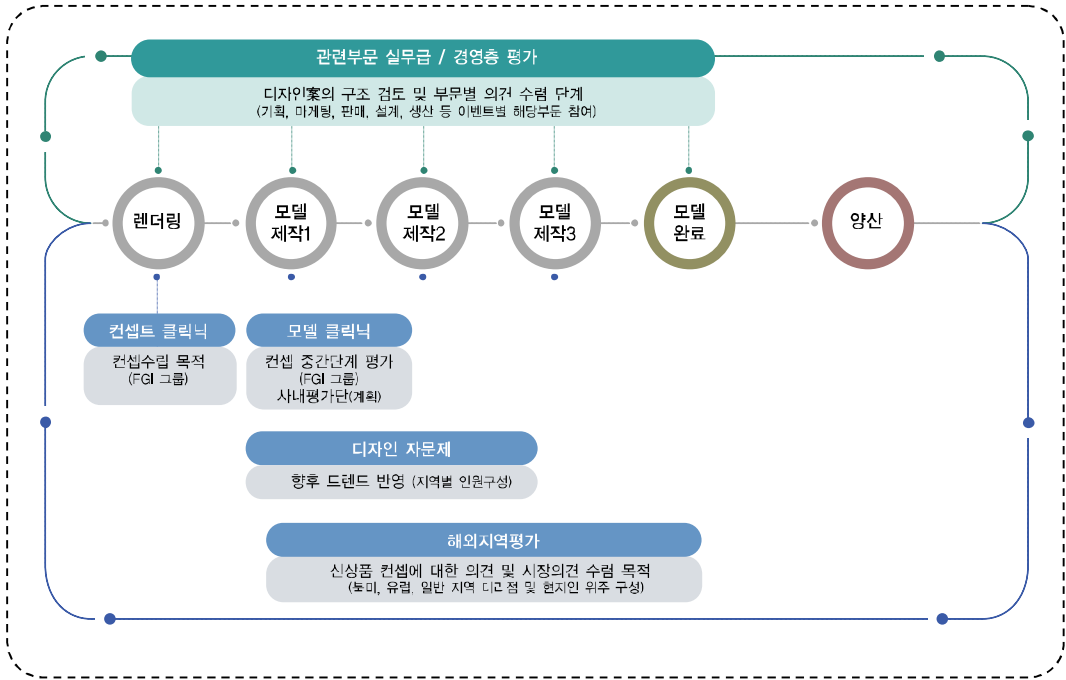 관련부문 실무급 / 경영층 평가
디자인案의 구조 검토 및 부문별 의견 수렴 단계
(기획, 마게팅, 판매, 설계, 생산 등 이벤트별 해당부문 참여)
렌더링
모델
제작1
모델
제작2
모델
제작3
모델
완료
양산
컨셉트 클릭닉
컨셉수립 목적
(FGI 그룹)
모델 클릭닉
컨셉 중간단계 평가
(FGI 그룹)
사내평가단(계획)
디자인 자문제
향후 드렌드 반영 (지역별 인원구성)
해외지역평가
신상품 컨셉에 대한 의견 및 시장의견 수렴 목적
(북미, 유럽, 일반 지역 대리점 및 현지인 위주 구성)